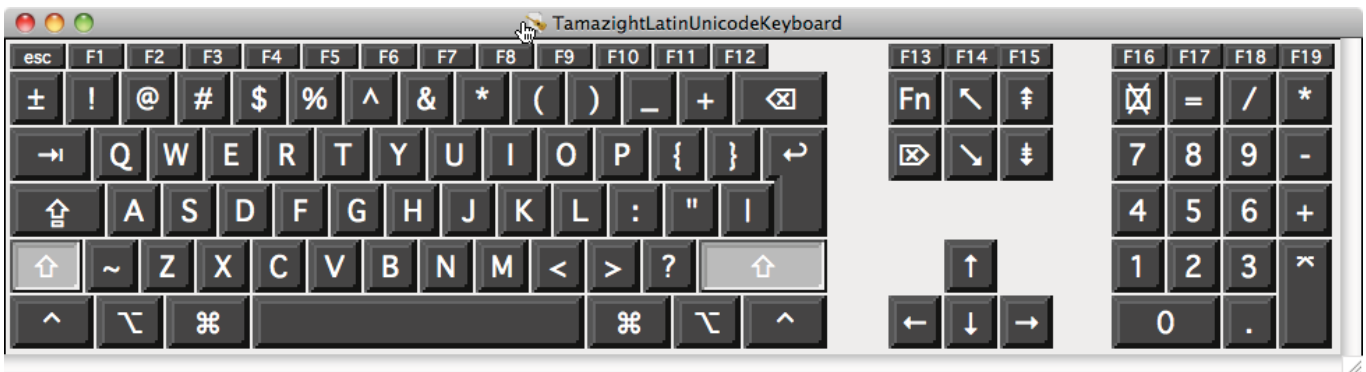 TamazightLatinUnicodeKeyboard
esc F1 F2 F3 F4 F5 F6 F7 F8 F9 F10 F11 F12 F13 F14 F15 F16 F17 F18 F19
± ! @ # $ % ^ & * ( ) _ + ⌫ Fn ↖ ⇞ ⌧ = / *
⇥ Q W E R T Y U I O P { } ↩ ⌦ ↘ ⇟ 7 8 9 -
⇪ A S D F G H J K L : " | 4 5 6 +
⇧ ~ Z X C V B N M < > ? ⇧ ↑ 1 2 3 ⌤
^ ⌥ ⌘ ⌘ ⌥ ^ ← ↓ → 0 .